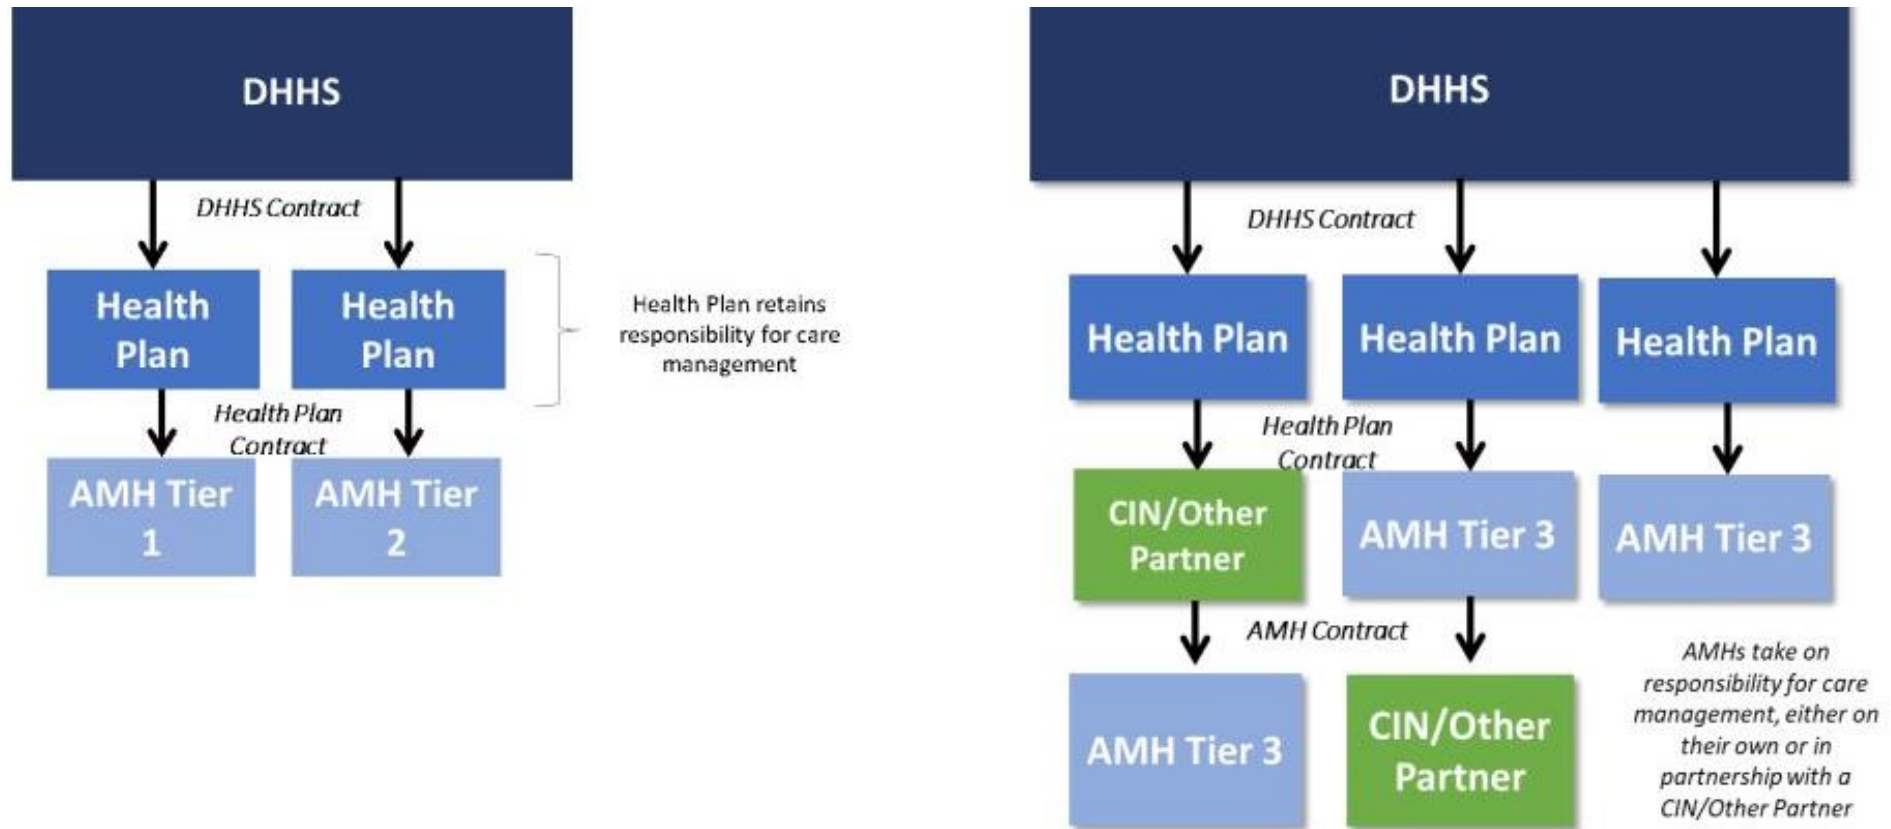 DHHS
DHHS Contract
Health
Plan
Health
Plan
Health Plan retains
responsibility for care
management
Health Plan
Contract
AMH Tier
1
AMH Tier
2
DHHS
DHHS Contract
Health Plan
Health Plan
Health Plan
Health Plan
Contract
CIN/Other
Partner
AMH Tier 3
AMH Tier 3
AMH Contract
AMH Tier 3
CIN/Other
Partner
AMHs take on
responsibility for care
management, either on
their own or in
partnership with a
CIN/Other Partner